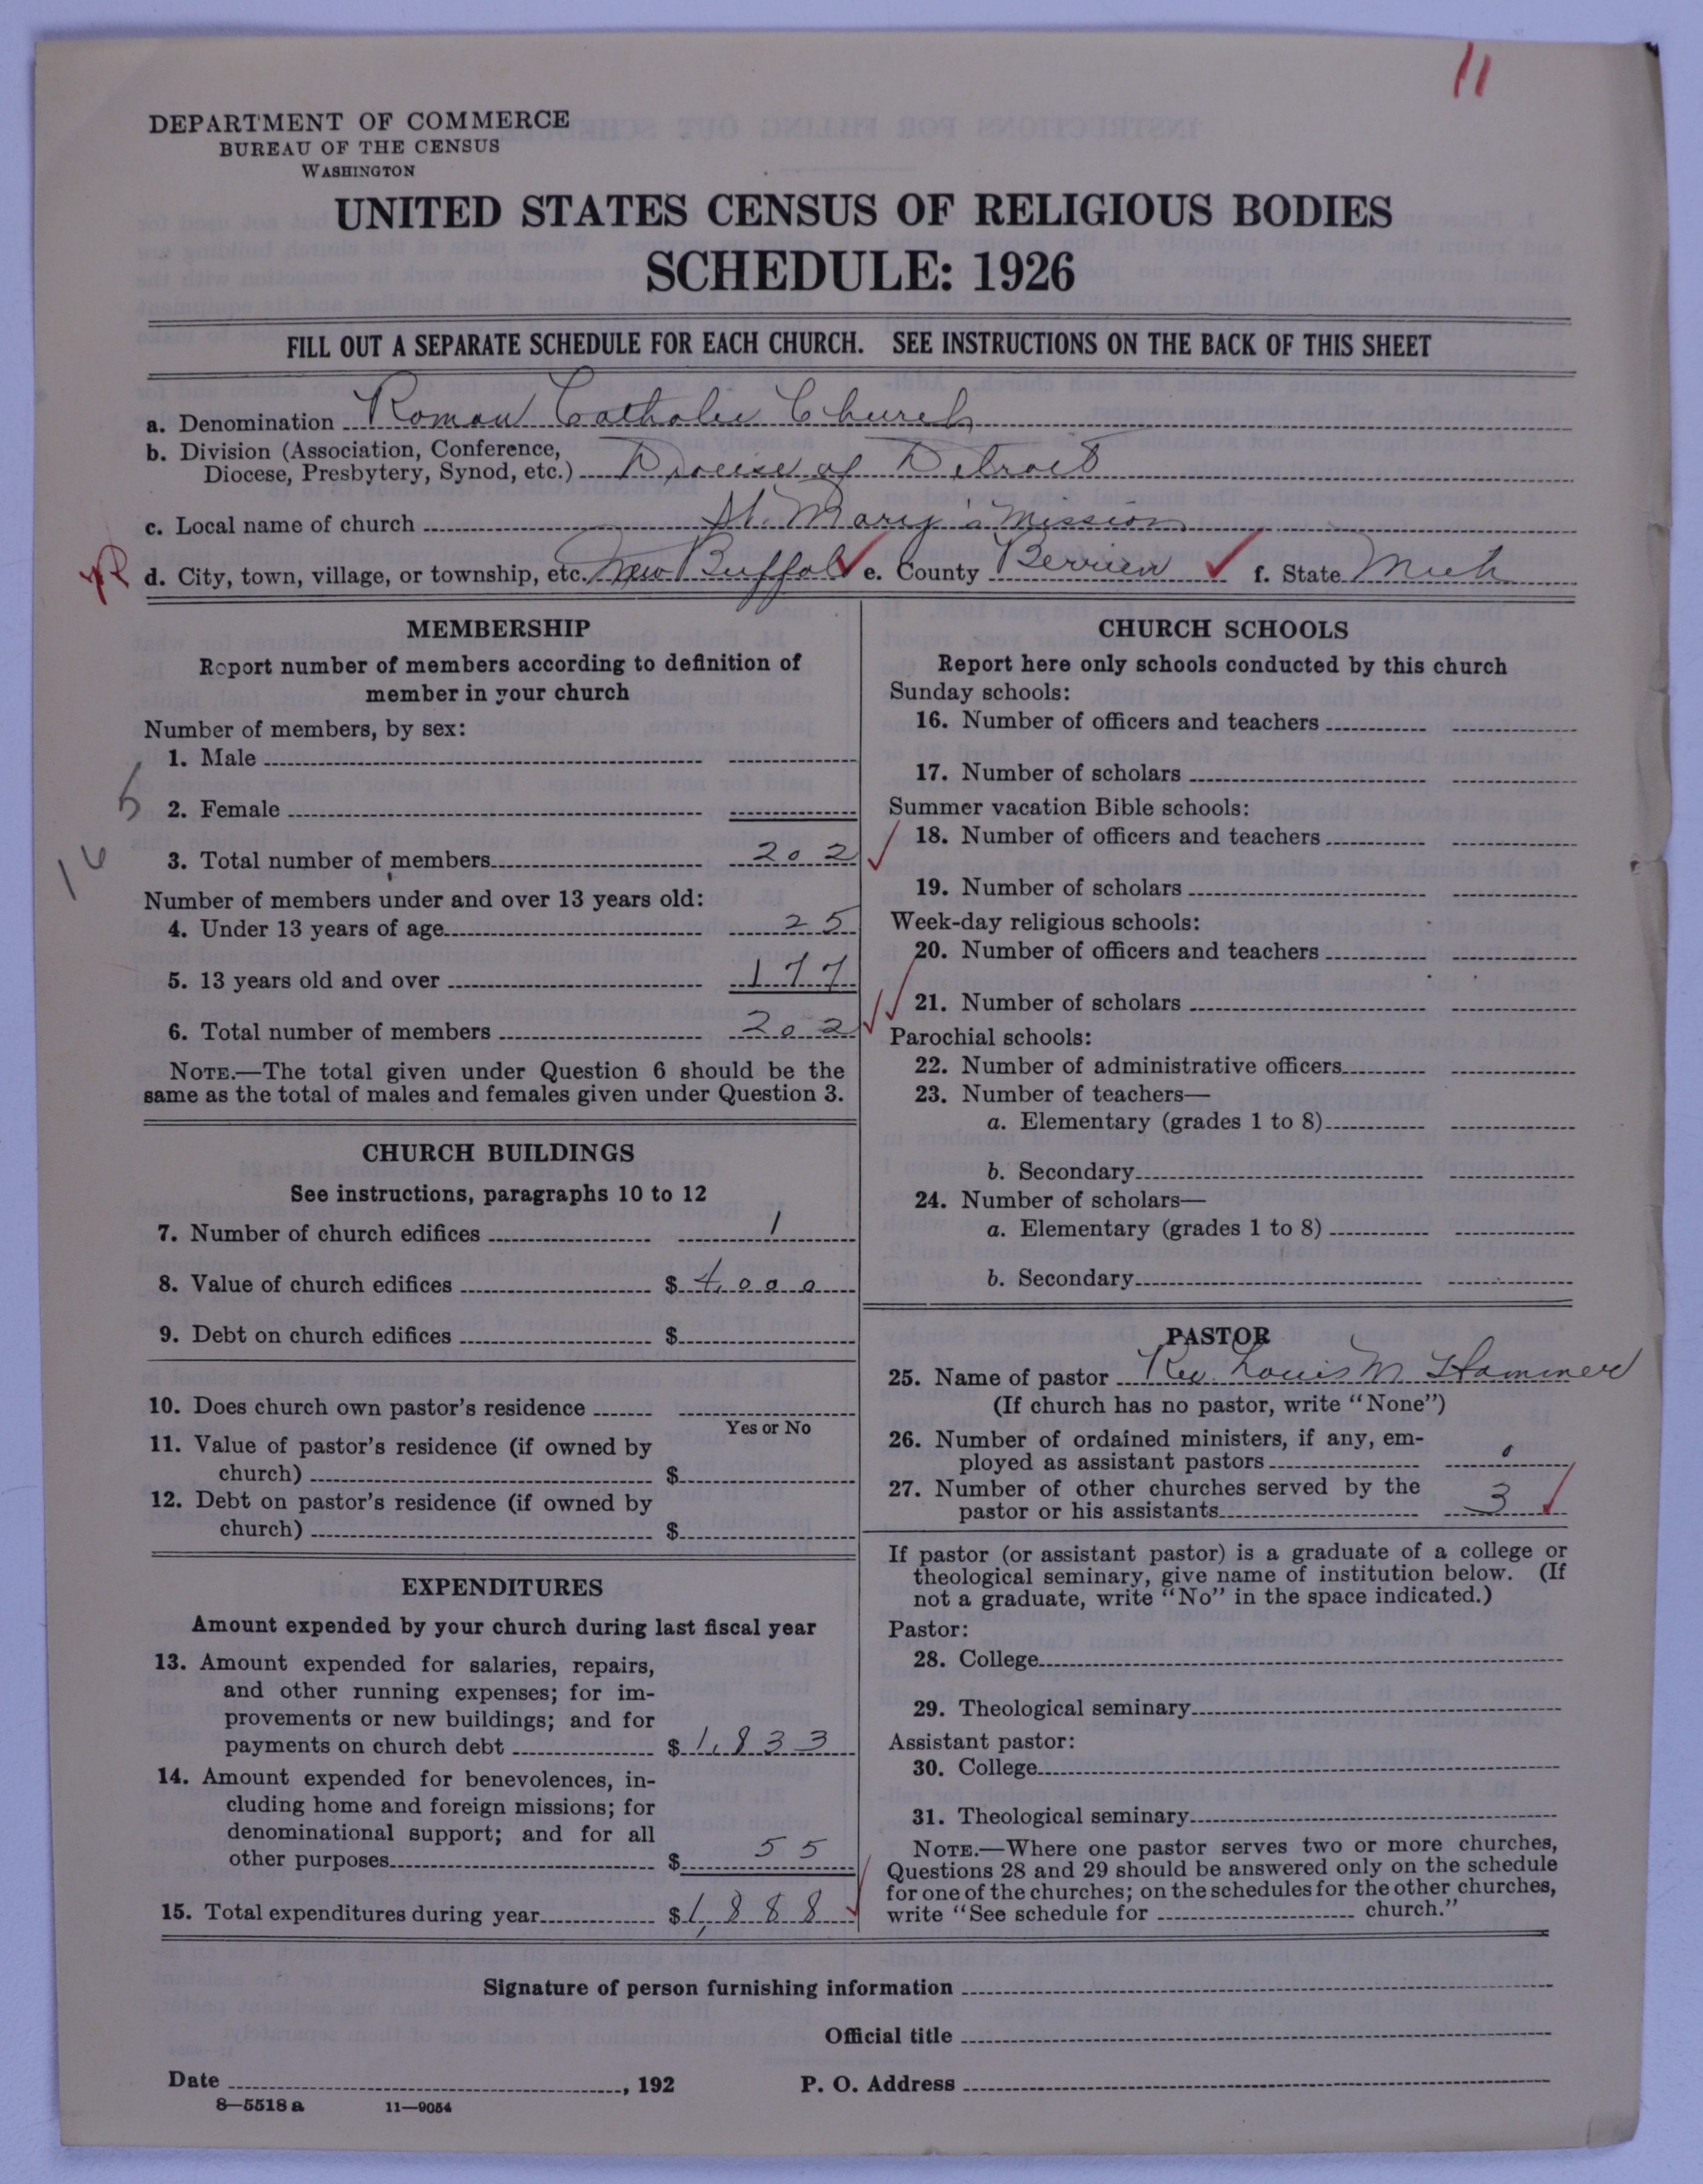 11
DEPARTMENT OF COMMERCE
BUREAU OF THE CENSUS
WASHINGTON
UNITED STATES CENSUS OF RELIGIOUS BODIES
SCHEDULE: 1926
FILL OUT A SEPARATE SCHEDULE FOR EACH CHURCH. SEE INSTRUCTIONS ON THE BACK OF THIS SHEET
a. Denomination Roman Catholic Church
b. Division (Association, Conference,
Diocese, Presbytery, Synod, etc.) Diocese of Detroit
c. Local name of church St. Mary's Mission
d. City, town, village, or township, etc. New Buffalo e. County Berrien f. State Mich
MEMBERSHIP
Report number of members according to definition of
member in your church
Number of members, by sex:
1. Male
2. Female
3. Total number of members 202
Number of members under and over 13 years old:
4. Under 13 years of age 25
5. 13 years old and over 177
6. Total number of members 202
NOTE.—The total given under Question 6 should be the
same as the total of males and females given under Question 3.
CHURCH BUILDINGS
See instructions, paragraphs 10 to 12
7. Number of church edifices 1
8. Value of church edifices $ 4,000
9. Debt on church edifices $
10. Does church own pastor's residence
Yes or No
11. Value of pastor's residence (if owned by
church) $
12. Debt on pastor's residence (if owned by
church) $
EXPENDITURES
Amount expended by your church during last fiscal year
13. Amount expended for salaries, repairs,
and other running expenses; for im-
provements or new buildings; and for
payments on church debt $ 1,833
14. Amount expended for benevolences, in-
cluding home and foreign missions; for
denominational support; and for all
other purposes $ 55
15. Total expenditures during year $ 1,888
CHURCH SCHOOLS
Report here only schools conducted by this church
Sunday schools:
16. Number of officers and teachers
17. Number of scholars
Summer vacation Bible schools:
18. Number of officers and teachers
19. Number of scholars
Week-day religious schools:
20. Number of officers and teachers
21. Number of scholars
Parochial schools:
22. Number of administrative officers
23. Number of teachers—
a. Elementary (grades 1 to 8)
b. Secondary
24. Number of scholars—
a. Elementary (grades 1 to 8)
b. Secondary
PASTOR
25. Name of pastor Rev. Louis M. Hammer
(If church has no pastor, write "None")
26. Number of ordained ministers, if any, em-
ployed as assistant pastors 0
27. Number of other churches served by the
pastor or his assistants 3
If pastor (or assistant pastor) is a graduate of a college or
theological seminary, give name of institution below. (If
not a graduate, write "No" in the space indicated.)
Pastor:
28. College
29. Theological seminary
Assistant pastor:
30. College
31. Theological seminary
NOTE.—Where one pastor serves two or more churches,
Questions 28 and 29 should be answered only on the schedule
for one of the churches; on the schedules for the other churches,
write "See schedule for church."
Signature of person furnishing information
Official title
Date , 192 P. O. Address
8—5518 a 11—9054